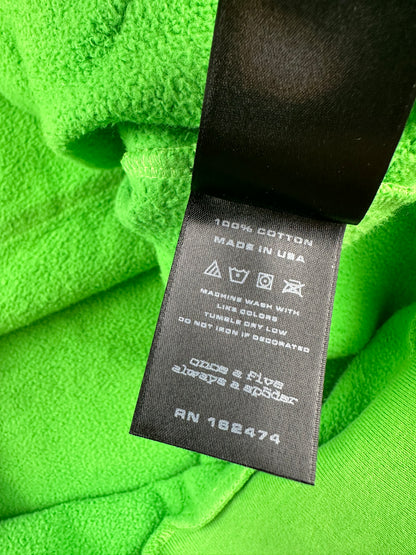 100% COTTON
MADE IN USA
MACHINE WASH WITH
LIKE COLORS
TUMBLE DRY LOW
DO NOT IRON IF DECORATED
once a five
always a spöder
RN 162474